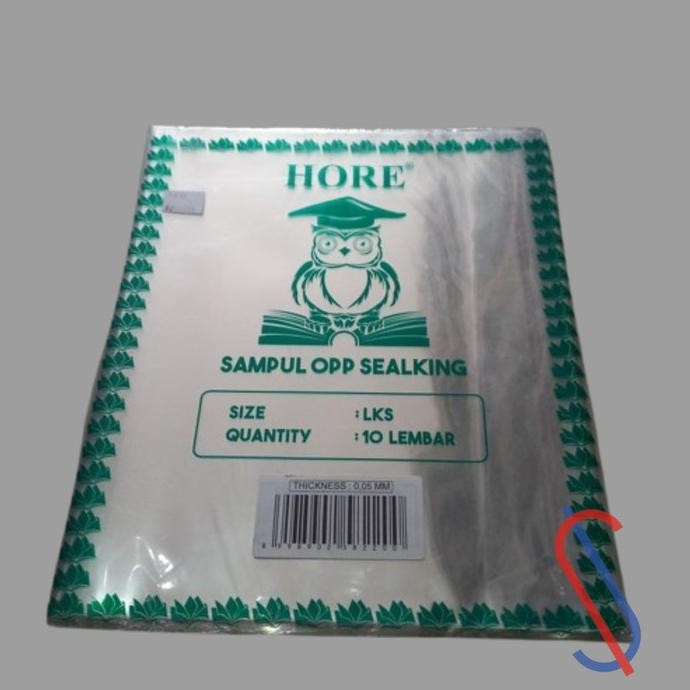 HORE®
SAMPUL OPP SEALKING
SIZE : LKS
QUANTITY : 10 LEMBAR
THICKNESS : 0,05 MM